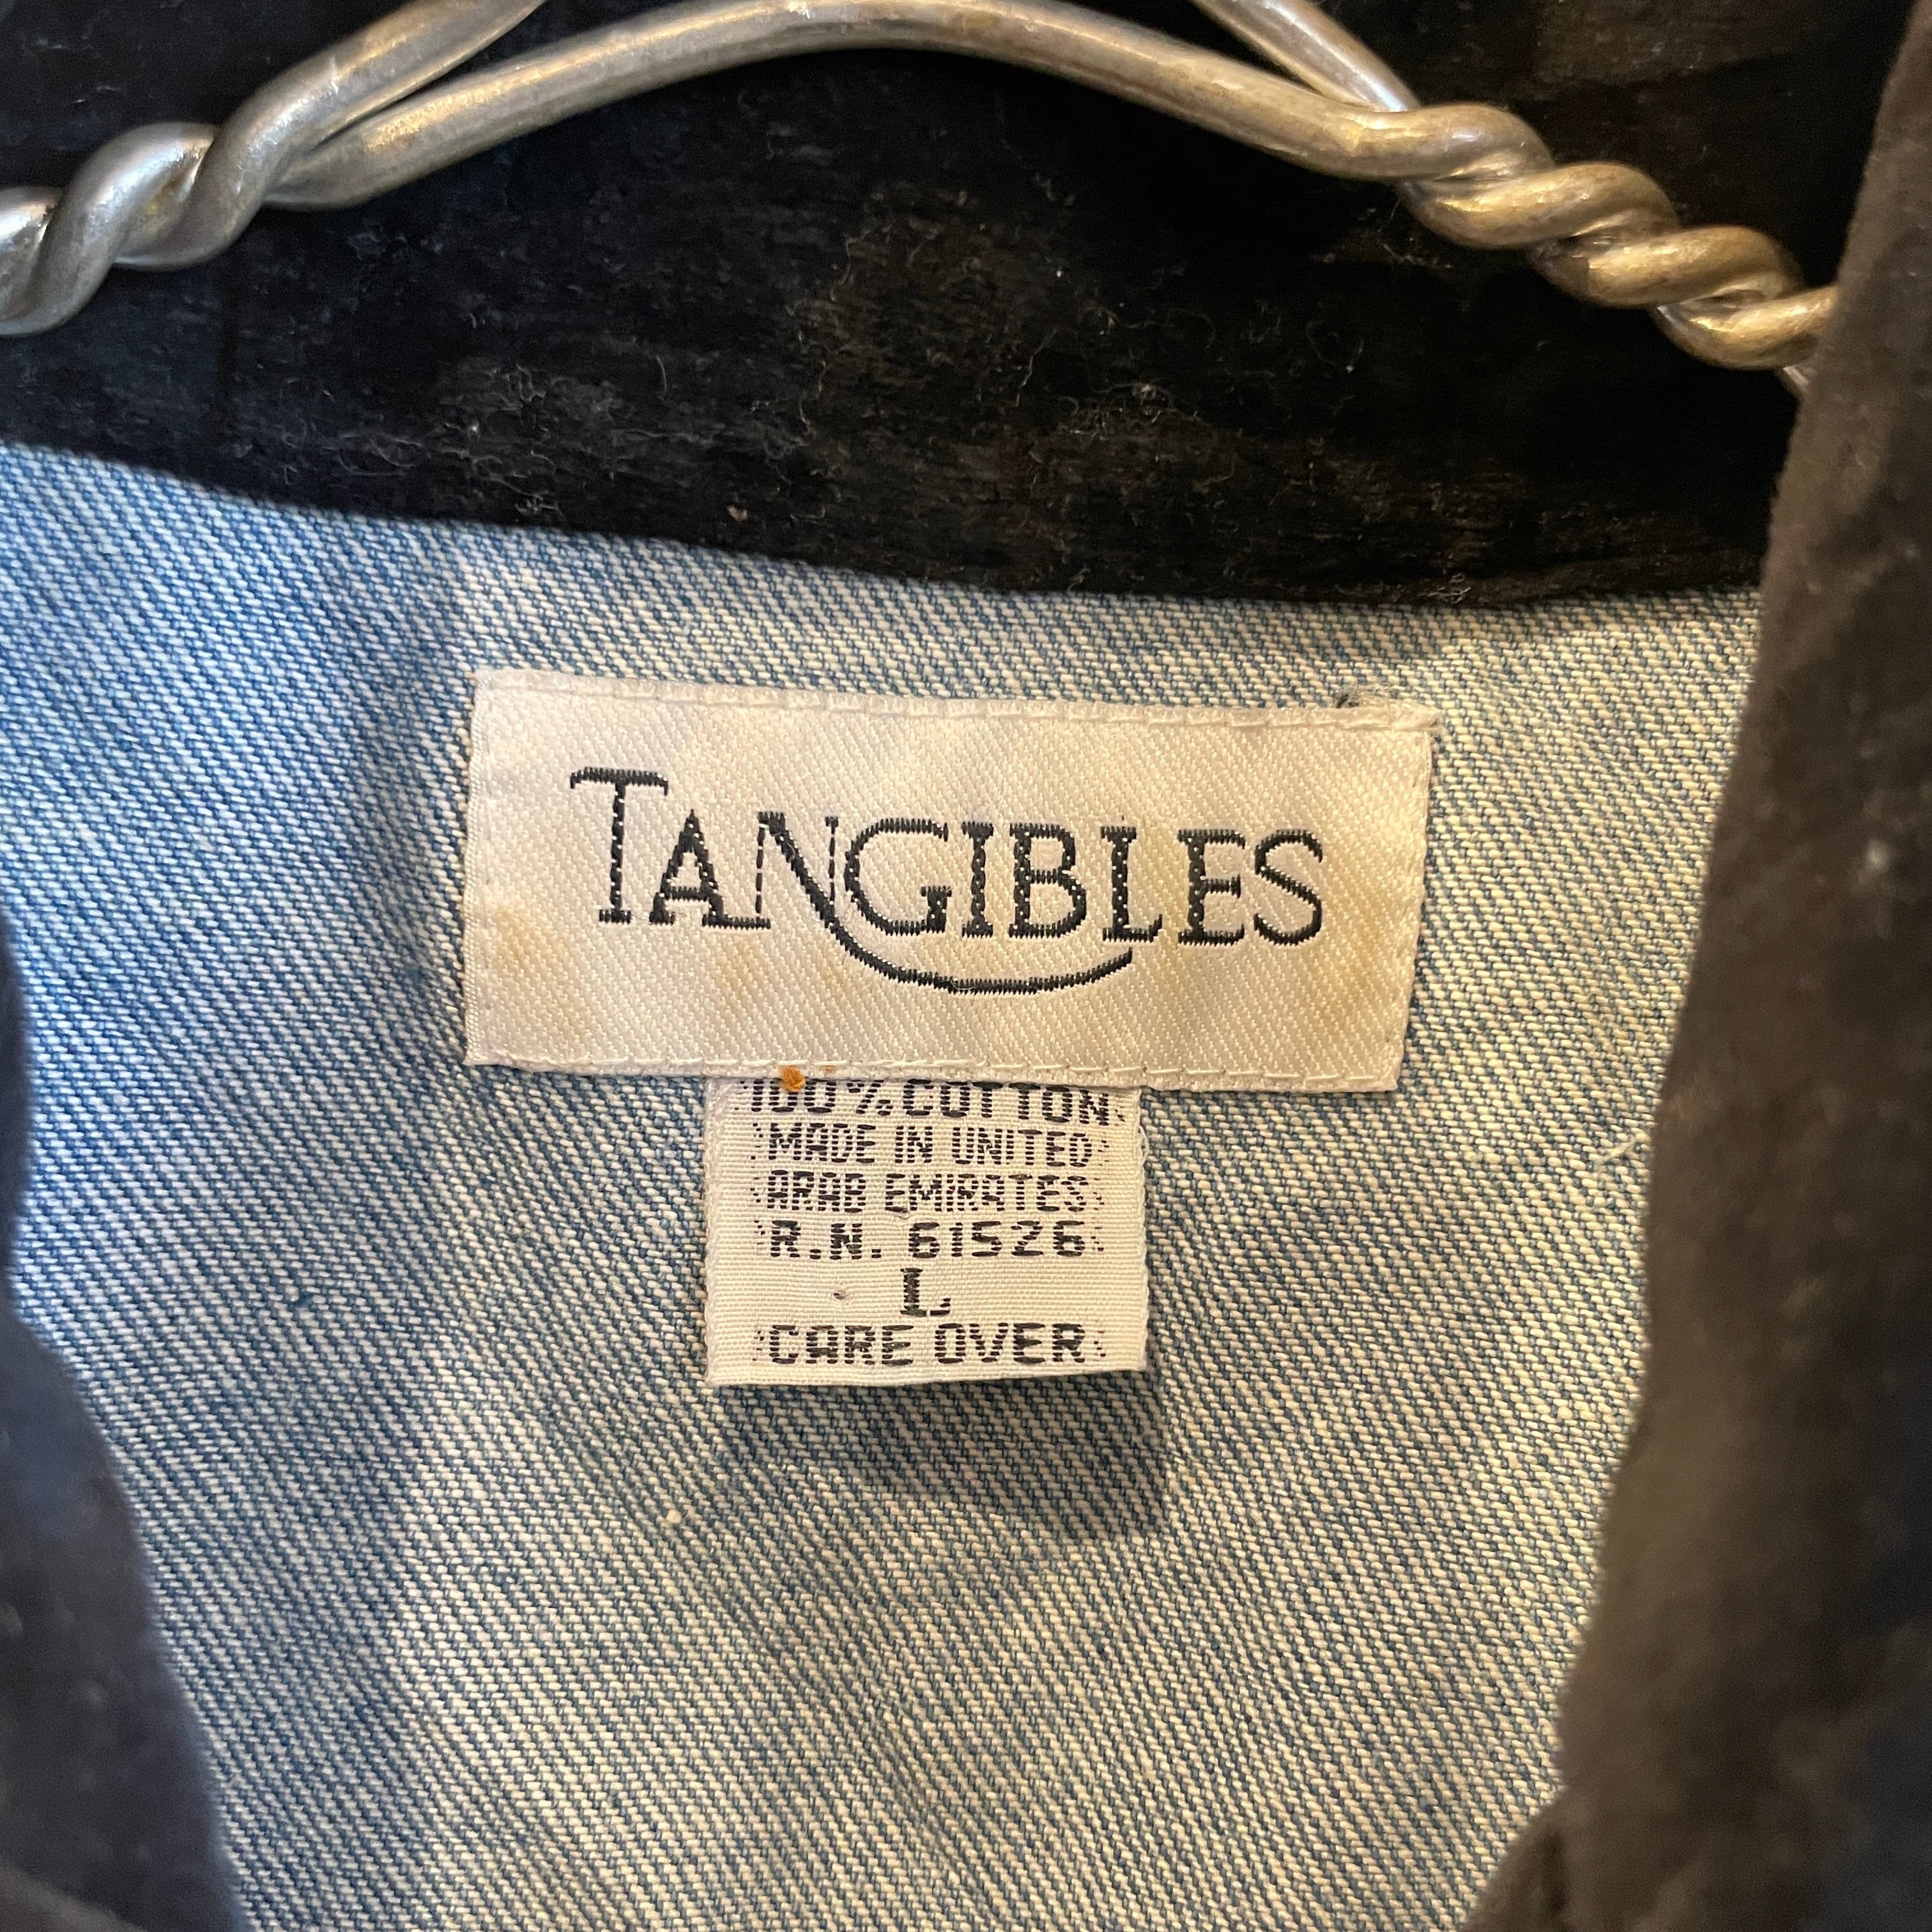 TANGIBLES
100% COTTON
MADE IN UNITED
ARAB EMIRATES
R.N. 61526
L
CARE OVER